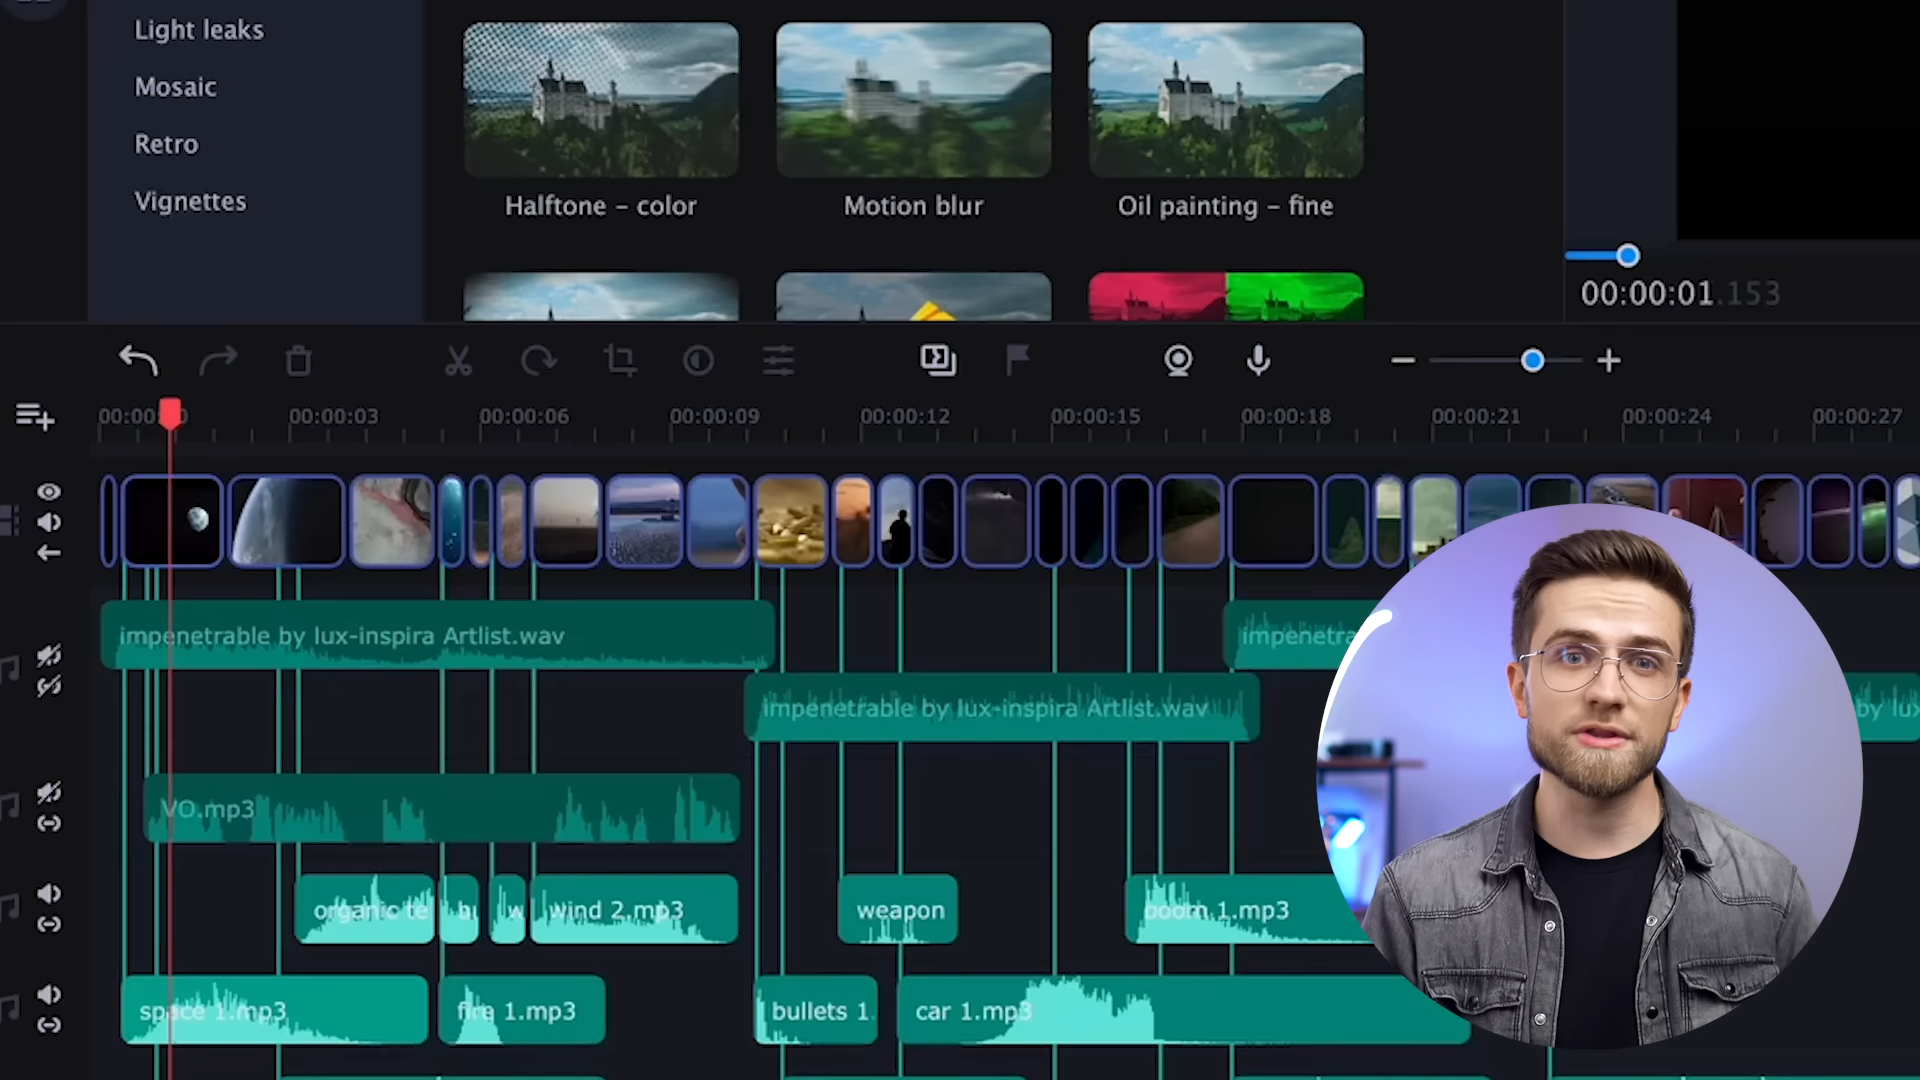 Light leaks
Mosaic
Retro
Vignettes
Halftone – color
Motion blur
Oil painting – fine
00:00:01.153
00:00:03
00:00:06
00:00:09
00:00:12
00:00:15
00:00:18
00:00:21
00:00:24
00:00:27
impenetrable by lux-inspira Artlist.wav
impenetra
impenetrable by lux-inspira Artlist.wav
by lux
VO.mp3
organic te
wind 2.mp3
weapon
boom 1.mp3
space 1.mp3
fire 1.mp3
bullets 1.
car 1.mp3